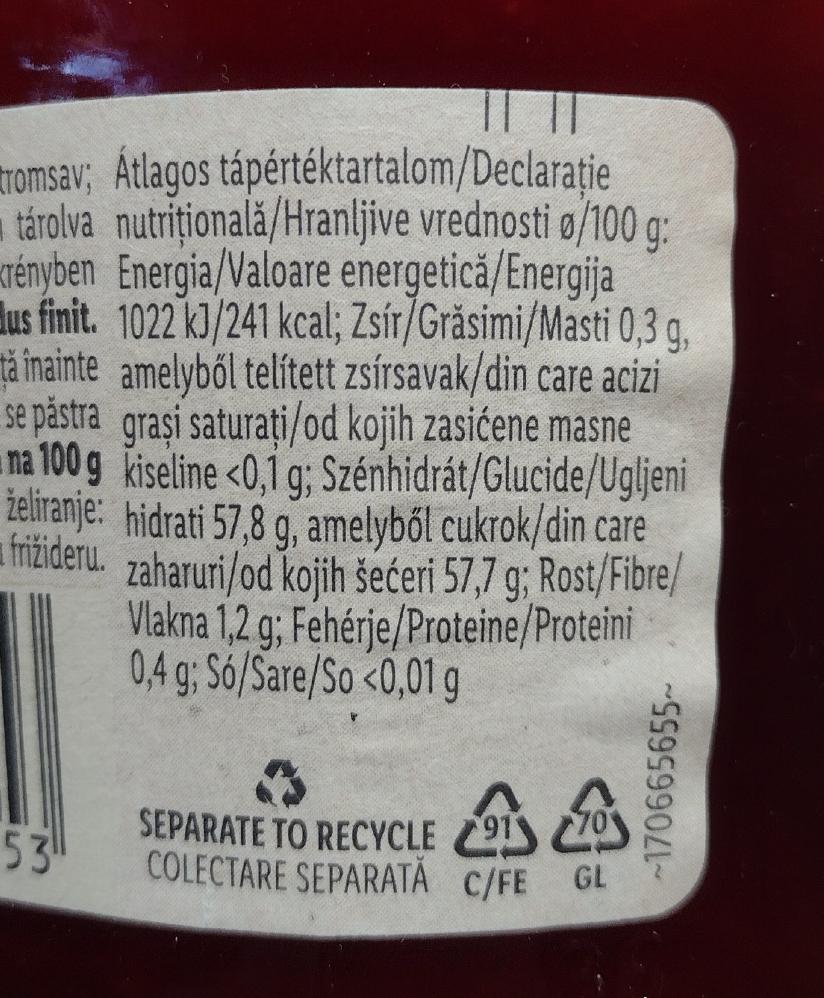 tromsav;
tárolva
dus finit.
înainte
se păstra
na 100 g
želiranje:
frižideru.
53
Átlagos tápértéktartalom/Declarație
nutrițională/Hranljive vrednosti ø/100 g:
Energia/Valoare energetică/Energija
1022 kJ/241 kcal; Zsír/Grăsimi/Masti 0,3 g,
amelyből telített zsírsavak/din care acizi
grași saturați/od kojih zasićene masne
kiseline <0,1 g; Szénhidrát/Glucide/Ugljeni
hidrati 57,8 g, amelyből cukrok/din care
zaharuri/od kojih šećeri 57,7 g; Rost/Fibre/
Vlakna 1,2 g; Fehérje/Proteine/Proteini
0,4 g; Só/Sare/So <0,01 g
SEPARATE TO RECYCLE
COLECTARE SEPARATĂ
91
C/FE
70
GL
~170665655~